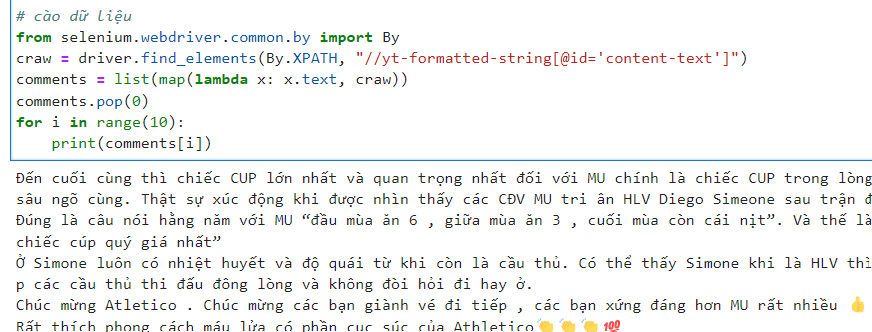 # cào dữ liệu
from selenium.webdriver.common.by import By
craw = driver.find_elements(By.XPATH, "//yt-formatted-string[@id='content-text']")
comments = list(map(lambda x: x.text, craw))
comments.pop(0)
for i in range(10):
    print(comments[i])
Đến cuối cùng thì chiếc CUP lớn nhất và quan trọng nhất đối với MU chính là chiếc CUP trong lòng
sâu ngõ cùng. Thật sự xúc động khi được nhìn thấy các CĐV MU tri ân HLV Diego Simeone sau trận đ
Đúng là câu nói hằng năm với MU “đầu mùa ăn 6 , giữa mùa ăn 3 , cuối mùa còn cái nịt”. Và thế là
chiếc cúp quý giá nhất”
Ở Simone luôn có nhiệt huyết và độ quái từ khi còn là cầu thủ. Có thể thấy Simone khi là HLV thì
p các cầu thủ thi đấu đông lòng và không đòi hỏi đi hay ở.
Chúc mừng Atletico . Chúc mừng các bạn giành vé đi tiếp , các bạn xứng đáng hơn MU rất nhiều 👍
Rất thích phong cách máu lửa có phần cục súc của Athletico👏👏👏💯